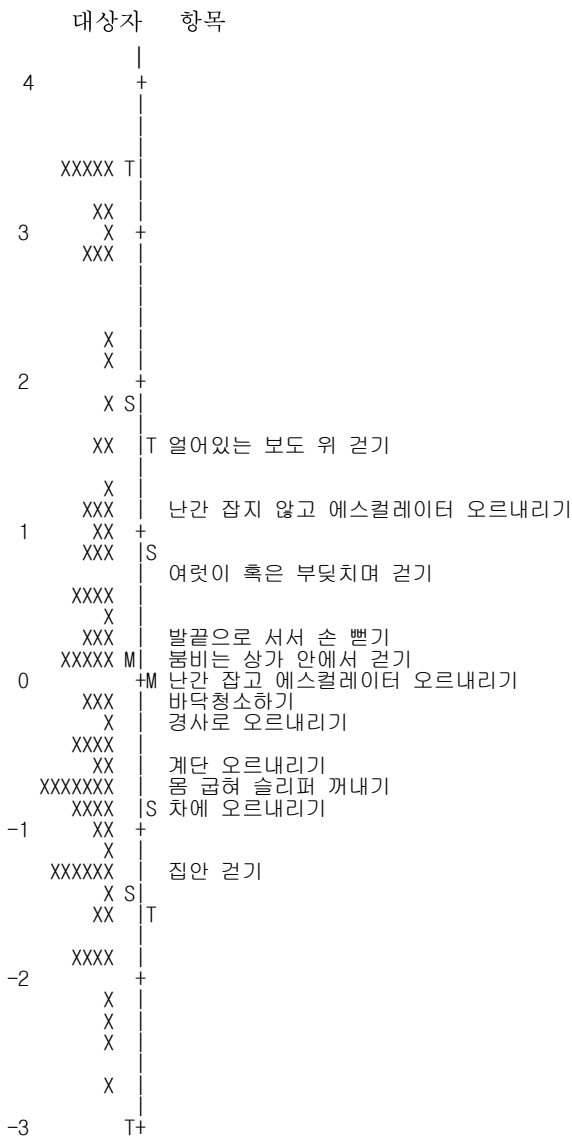 대상자 항목
|
4 +
|
|
|
XXXXX T|
|
XX |
3 X +
XXX |
|
|
|
X |
X |
2 +
X S|
|
XX |T 얼어있는 보도 위 걷기
|
X |
XXX | 난간 잡지 않고 에스컬레이터 오르내리기
1 XX +
XXX |S
| 여럿이 혹은 부딪치며 걷기
XXXX |
X |
XXX | 발끝으로 서서 손 뻗기
XXXXX M| 붐비는 상가 안에서 걷기
0 +M 난간 잡고 에스컬레이터 오르내리기
XXX | 바닥청소하기
X | 경사로 오르내리기
XXXX |
XX | 계단 오르내리기
XXXXXXX | 몸 굽혀 슬리퍼 꺼내기
XXXX |S 차에 오르내리기
-1 XX +
X |
XXXXXX | 집안 걷기
X S|
XX |T
|
XXXX |
-2 +
X |
X |
X |
|
X |
|
-3 T+